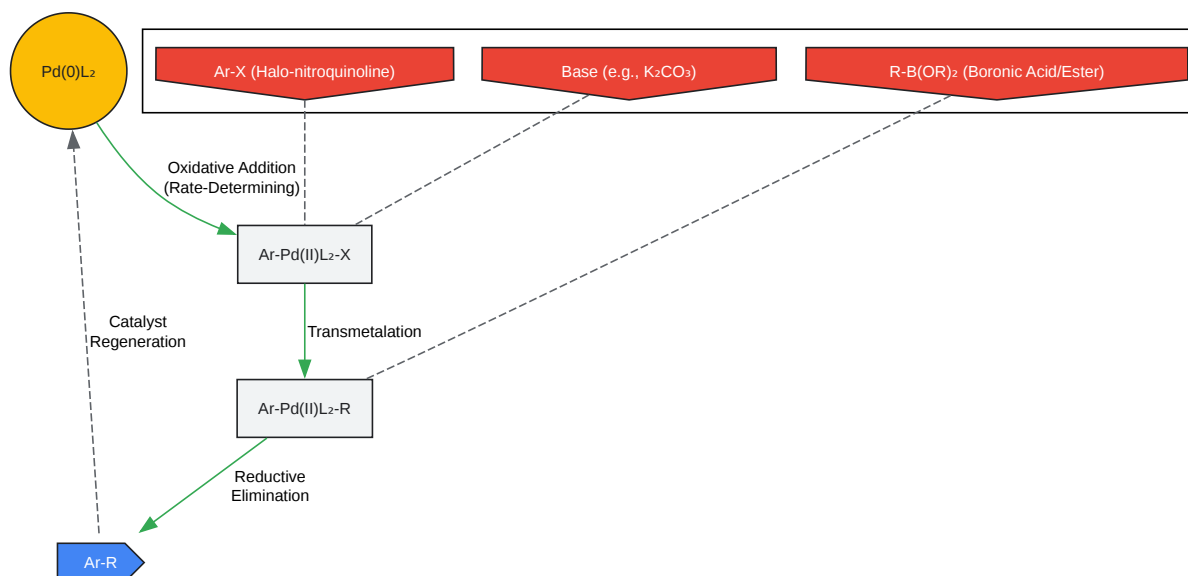 Pd(0)L₂
Ar-X (Halo-nitroquinoline)
Base (e.g., K₂CO₃)
R-B(OR)₂ (Boronic Acid/Ester)
Oxidative Addition
(Rate-Determining)
Ar-Pd(II)L₂-X
Catalyst
Regeneration
Transmetalation
Ar-Pd(II)L₂-R
Reductive
Elimination
Ar-R